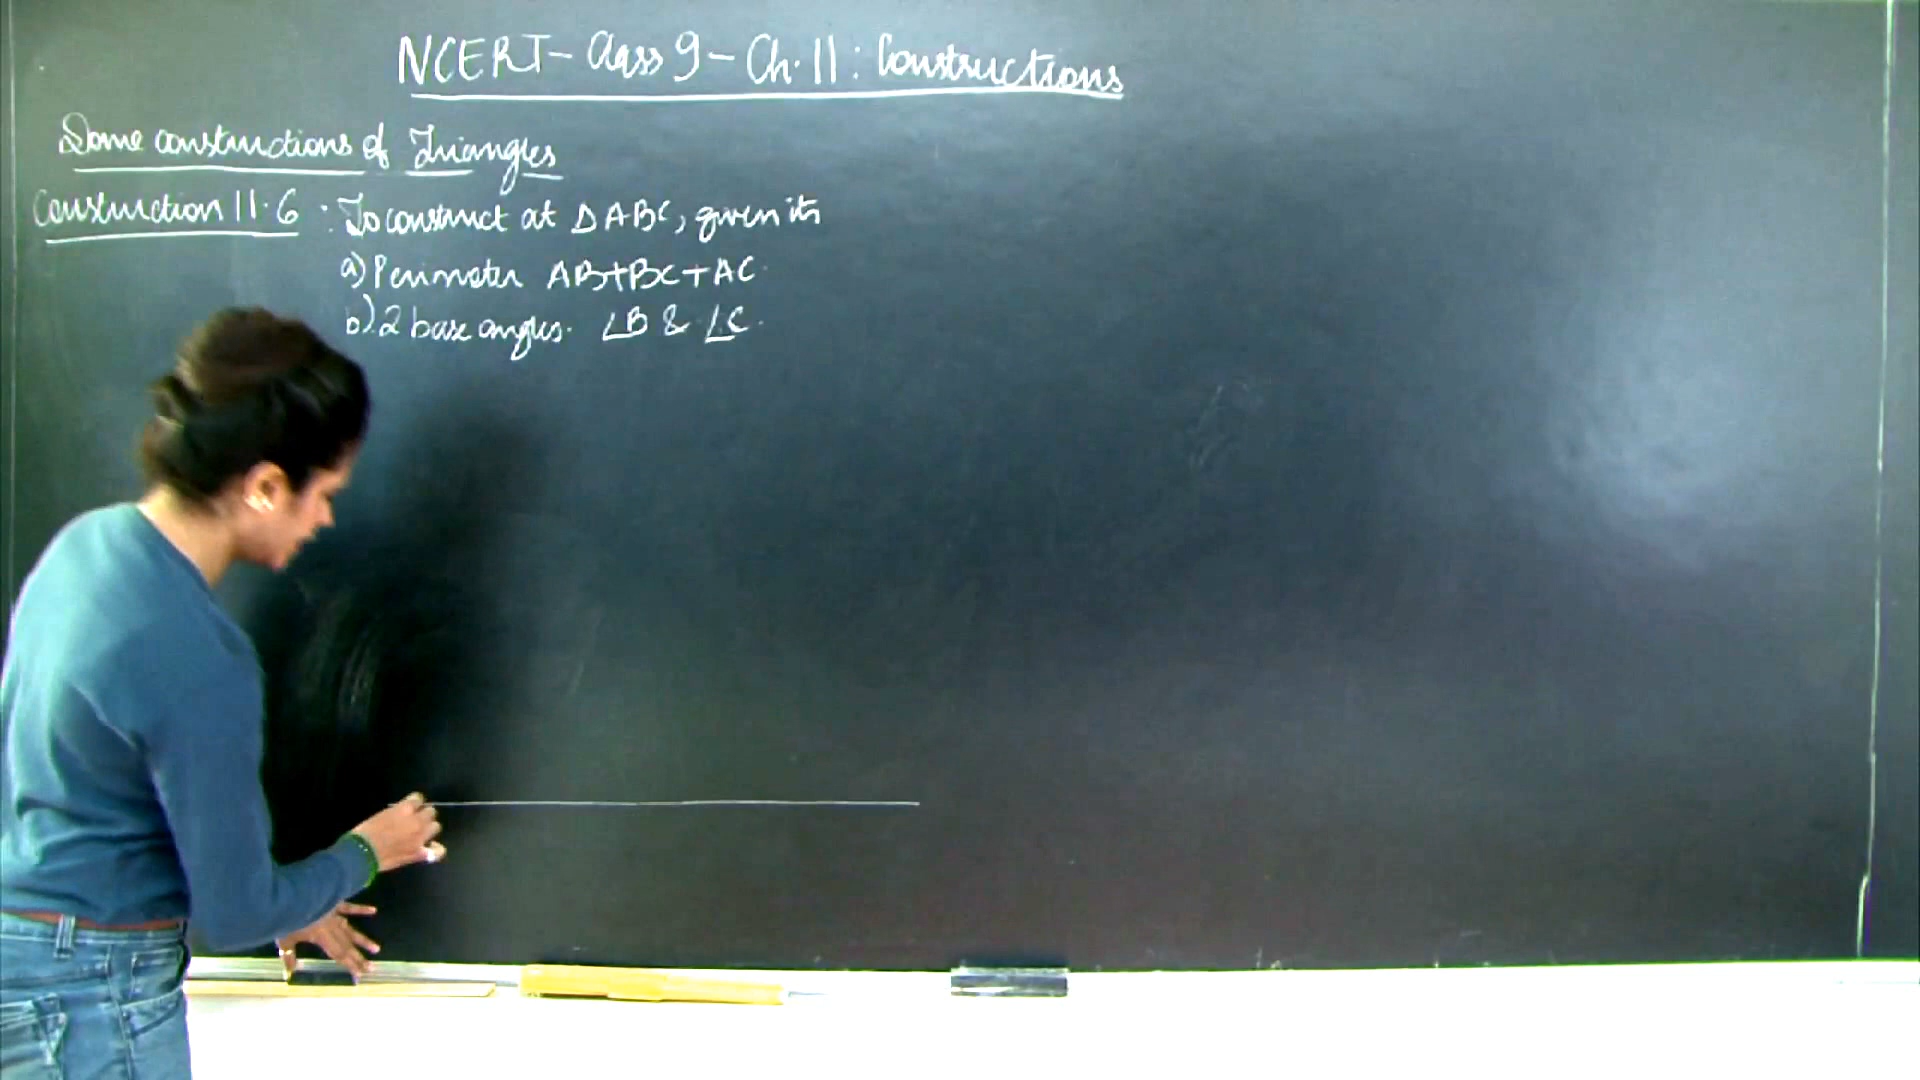 NCERT - Class 9 - Ch. 11 : Constructions
Some constructions of Triangles
Construction 11.6 : To construct at ΔABC, given its
a) Perimeter AB+BC+AC.
b) 2 base angles. ∠B & ∠C.